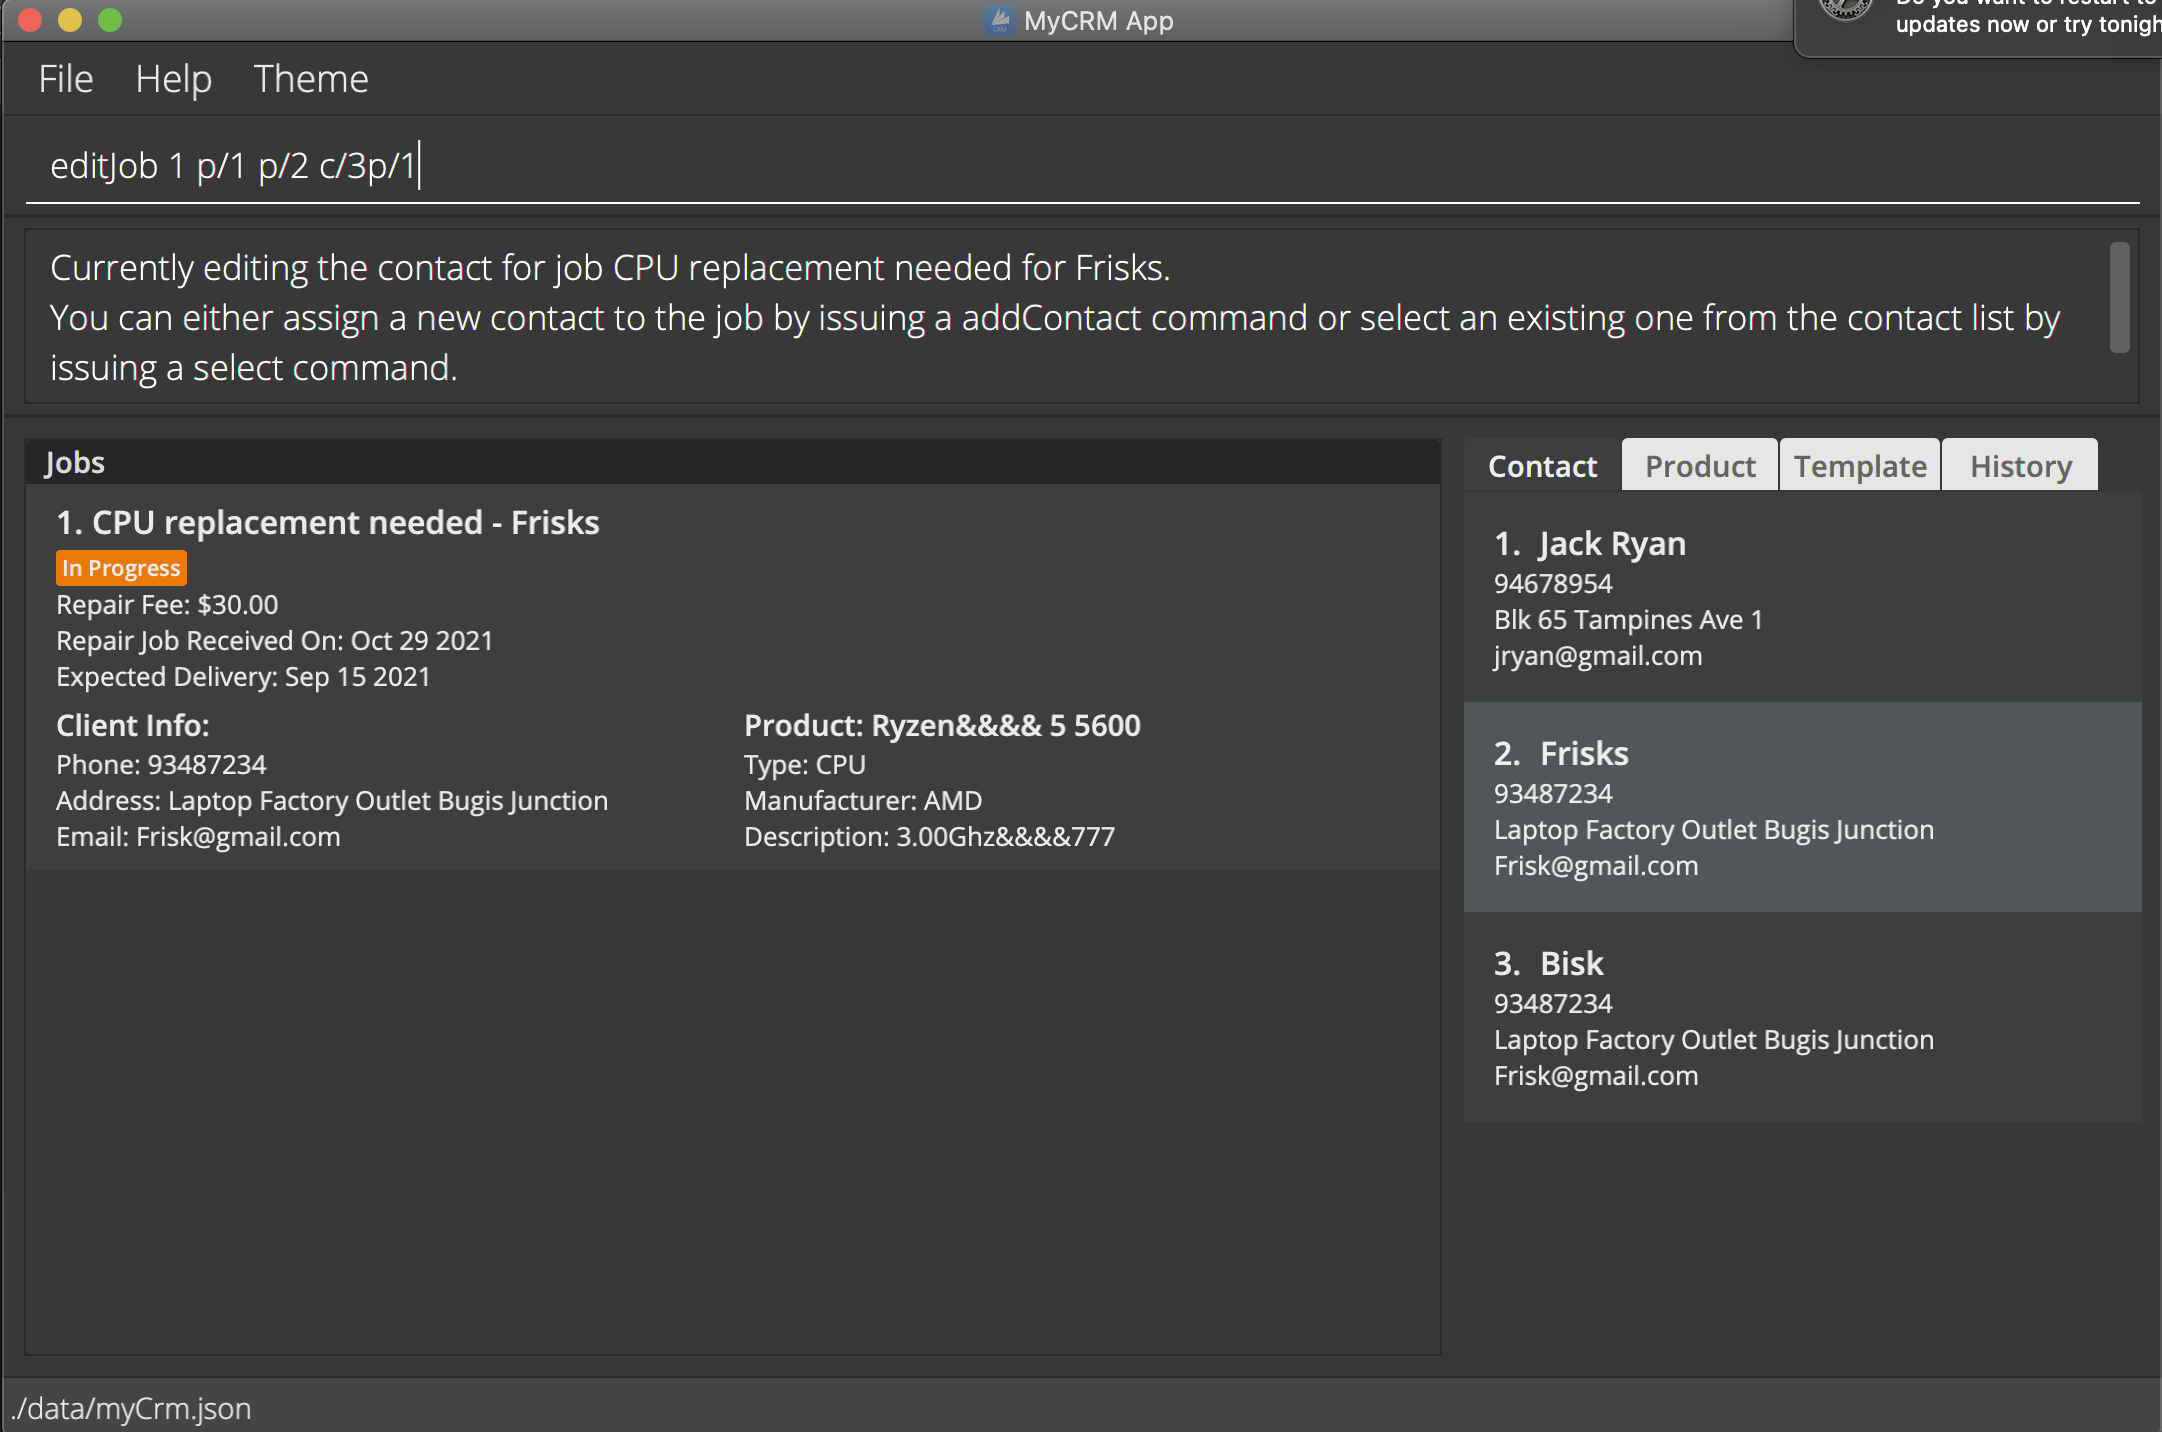 MyCRM App
updates now or try tonigh
File Help Theme
editJob 1 p/1 p/2 c/3p/1
Currently editing the contact for job CPU replacement needed for Frisks.
You can either assign a new contact to the job by issuing a addContact command or select an existing one from the contact list by
issuing a select command.
Jobs
1. CPU replacement needed - Frisks
In Progress
Repair Fee: $30.00
Repair Job Received On: Oct 29 2021
Expected Delivery: Sep 15 2021
Client Info:
Phone: 93487234
Address: Laptop Factory Outlet Bugis Junction
Email: Frisk@gmail.com
Product: Ryzen&&&& 5 5600
Type: CPU
Manufacturer: AMD
Description: 3.00Ghz&&&&777
Contact Product Template History
1. Jack Ryan
94678954
Blk 65 Tampines Ave 1
jryan@gmail.com
2. Frisks
93487234
Laptop Factory Outlet Bugis Junction
Frisk@gmail.com
3. Bisk
93487234
Laptop Factory Outlet Bugis Junction
Frisk@gmail.com
./data/myCrm.json